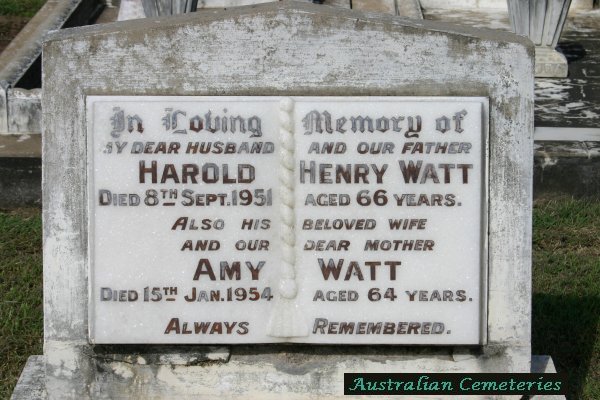 In Loving Memory of
MY DEAR HUSBAND AND OUR FATHER
HAROLD HENRY WATT
DIED 8TH SEPT. 1951 AGED 66 YEARS.
ALSO HIS BELOVED WIFE
AND OUR DEAR MOTHER
AMY WATT
DIED 15TH JAN. 1954 AGED 64 YEARS.
ALWAYS REMEMBERED.
Australian Cemeteries